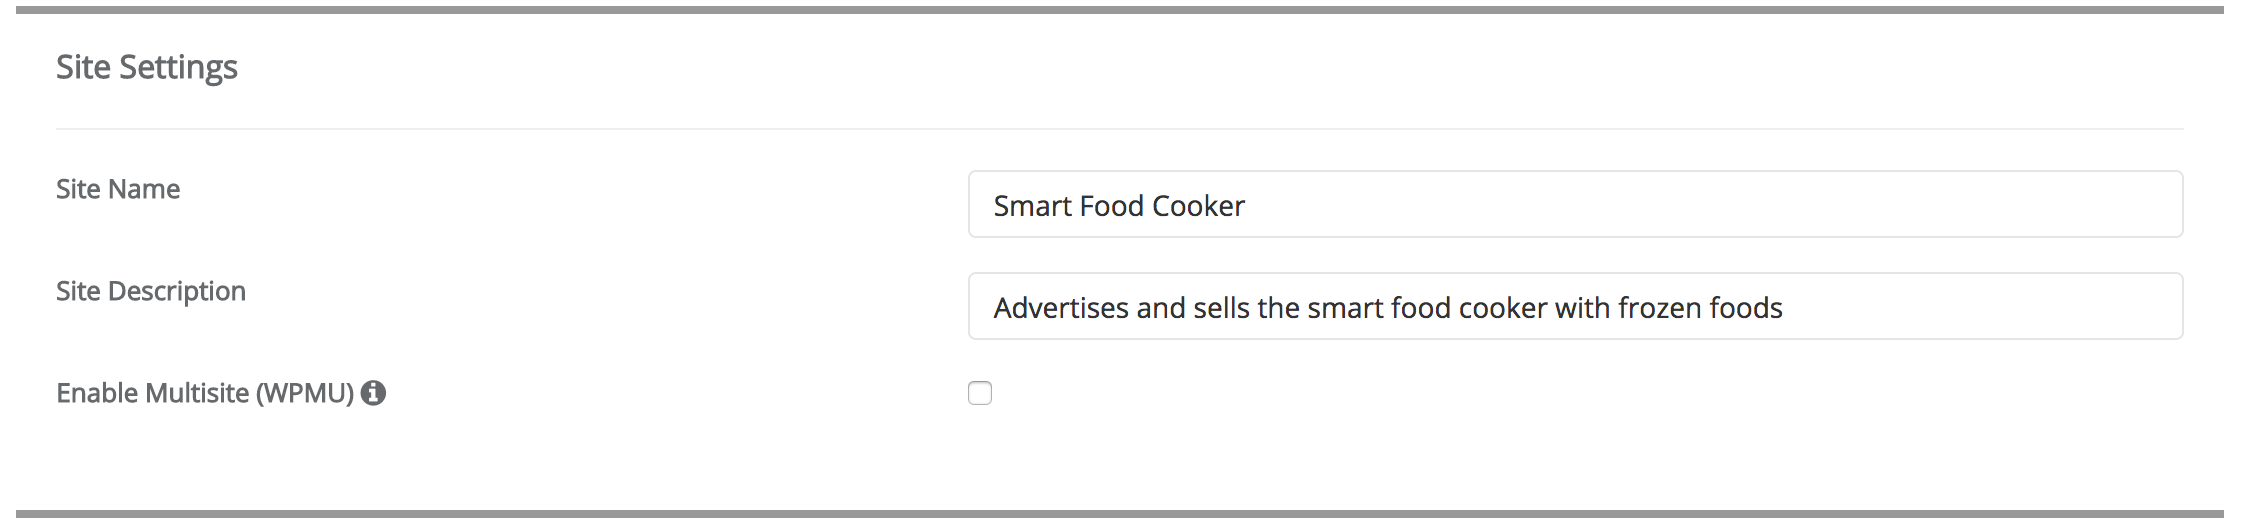 Site Settings
Site Name
Smart Food Cooker
Site Description
Advertises and sells the smart food cooker with frozen foods
Enable Multisite (WPMU)